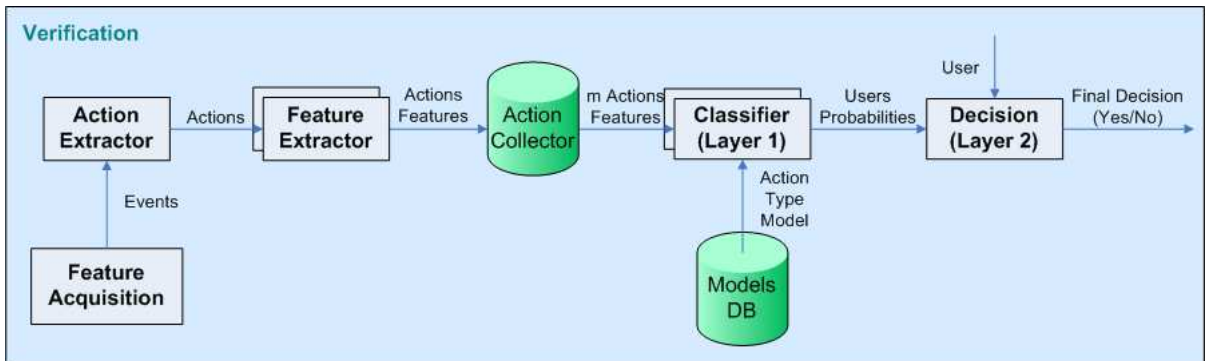 Verification
Action
Extractor
Actions
Feature
Extractor
Actions
Features
Action
Collector
m Actions
Features
Classifier
(Layer 1)
Users
Probabilities
User
Decision
(Layer 2)
Final Decision
(Yes/No)
Events
Feature
Acquisition
Action
Type
Model
Models
DB